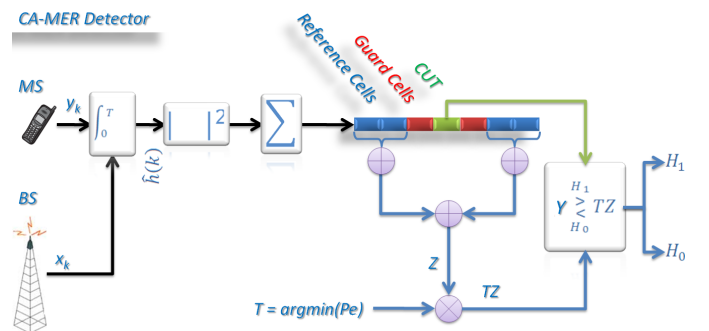 CA-MER Detector
Reference Cells
Guard Cells
CUT
MS
y_k
∫_0^T
| |^2
∑
ĥ(k)
BS
x_k
H_1
Y ≷ TZ
H_0
H_1
H_0
Z
TZ
T = argmin(Pe)